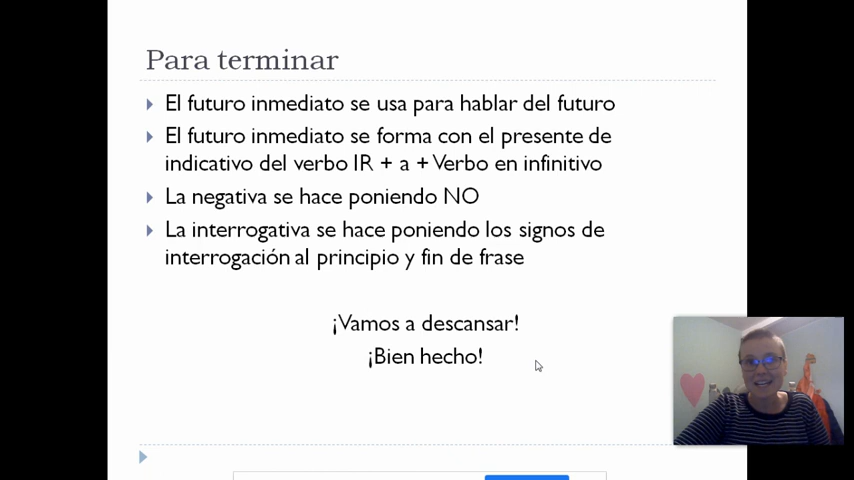 Para terminar
El futuro inmediato se usa para hablar del futuro
El futuro inmediato se forma con el presente de
indicativo del verbo IR + a + Verbo en infinitivo
La negativa se hace poniendo NO
La interrogativa se hace poniendo los signos de
interrogación al principio y fin de frase
¡Vamos a descansar!
¡Bien hecho!